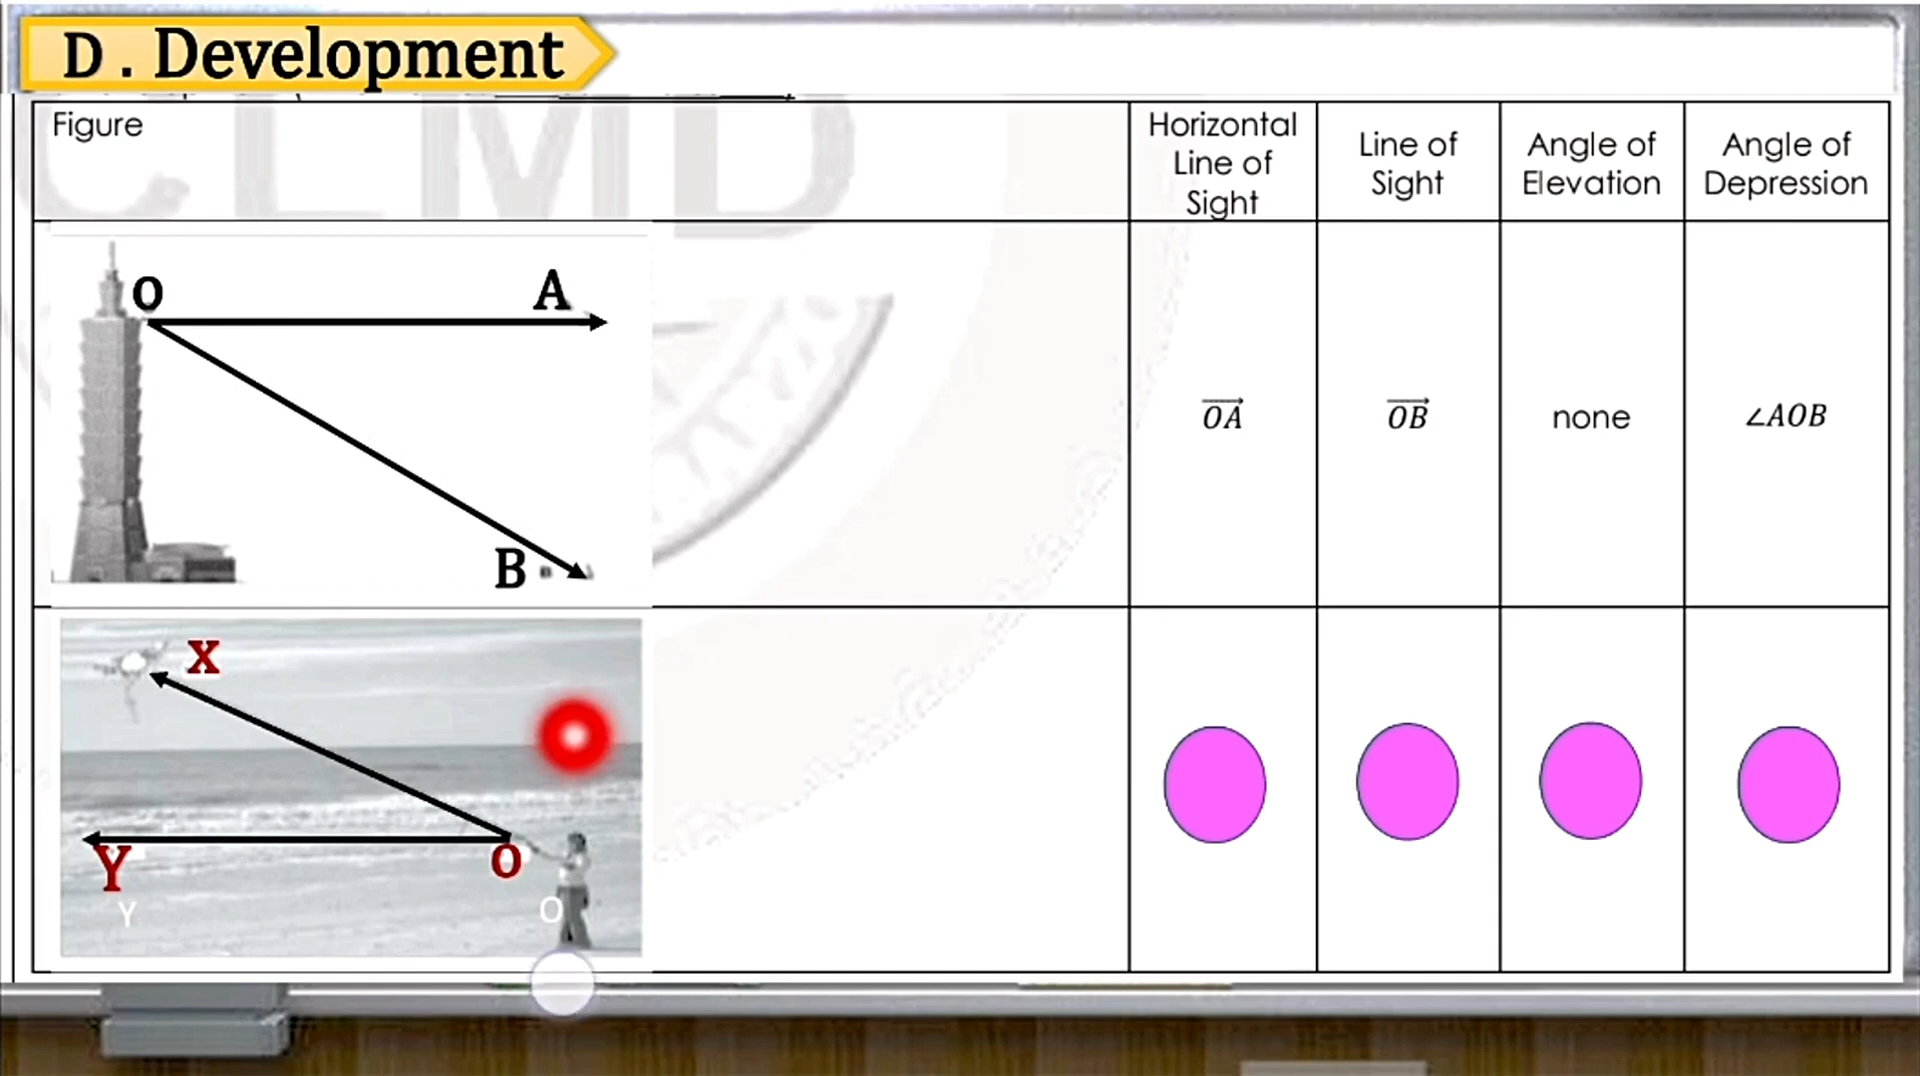 D . Development
CLMD
Figure
Horizontal
Line of
Sight
Line of
Sight
Angle of
Elevation
Angle of
Depression
O
A
B
OA
OB
none
∠AOB
X
Y
O
Y
O